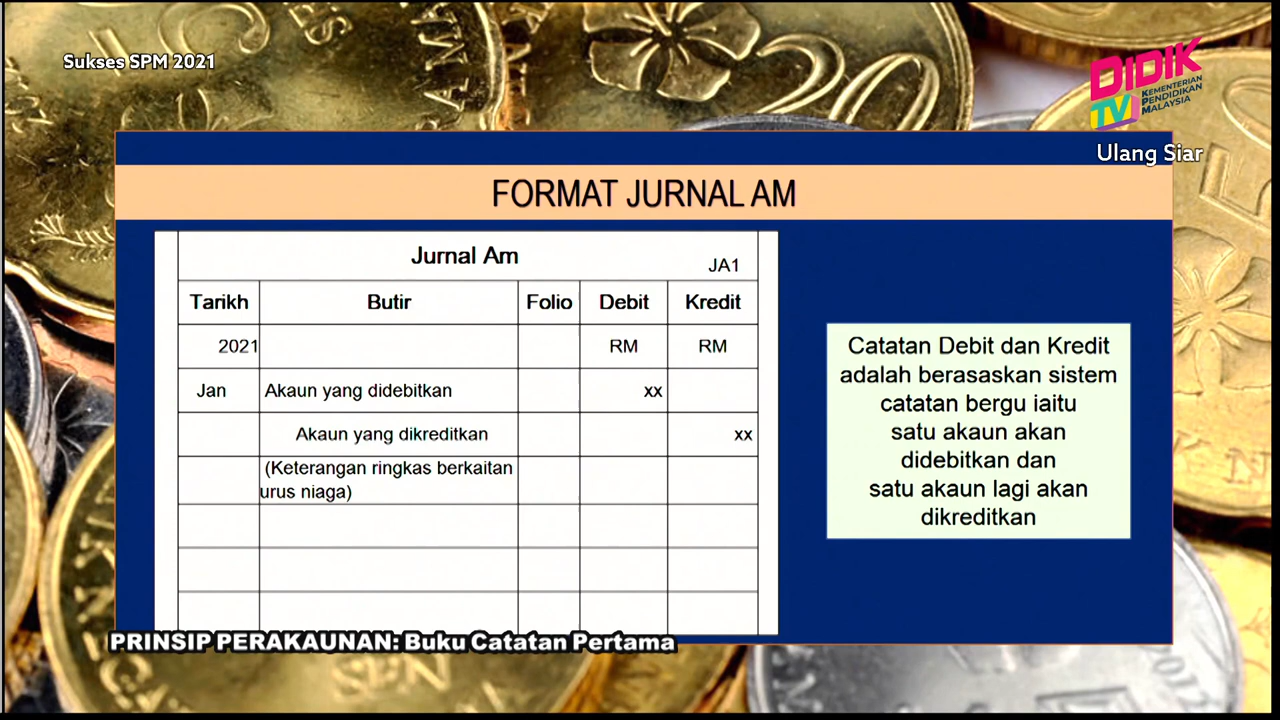 Sukses SPM 2021
DIDIK
TV
KEMENTERIAN
PENDIDIKAN
MALAYSIA
Ulang Siar
FORMAT JURNAL AM
Jurnal Am
JA1
Tarikh Butir Folio Debit Kredit
2021 RM RM
Jan Akaun yang didebitkan xx
Akaun yang dikreditkan xx
(Keterangan ringkas berkaitan
urus niaga)
Catatan Debit dan Kredit
adalah berasaskan sistem
catatan bergu iaitu
satu akaun akan
didebitkan dan
satu akaun lagi akan
dikreditkan
PRINSIP PERAKAUNAN: Buku Catatan Pertama
20